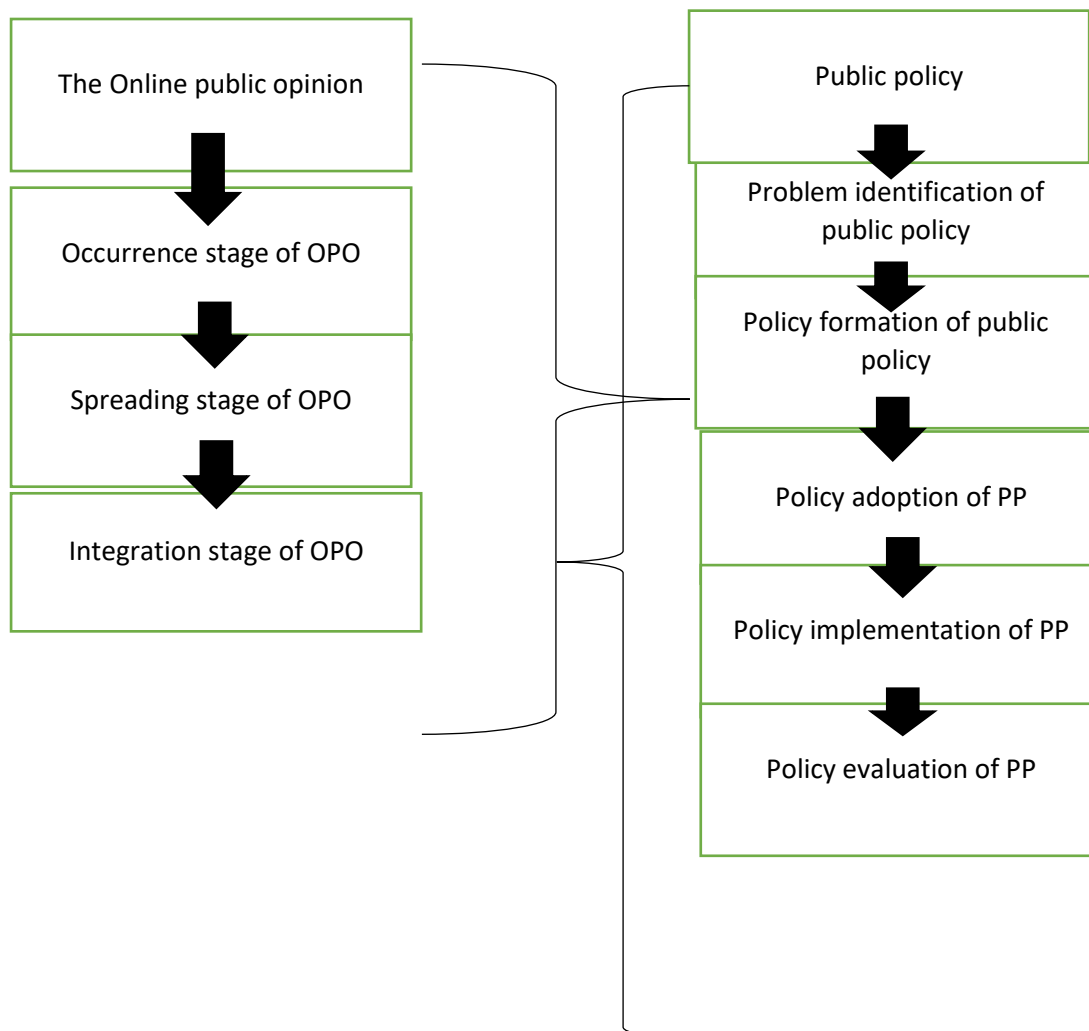 The Online public opinion
Occurrence stage of OPO
Spreading stage of OPO
Integration stage of OPO
Public policy
Problem identification of
public policy
Policy formation of public
policy
Policy adoption of PP
Policy implementation of PP
Policy evaluation of PP